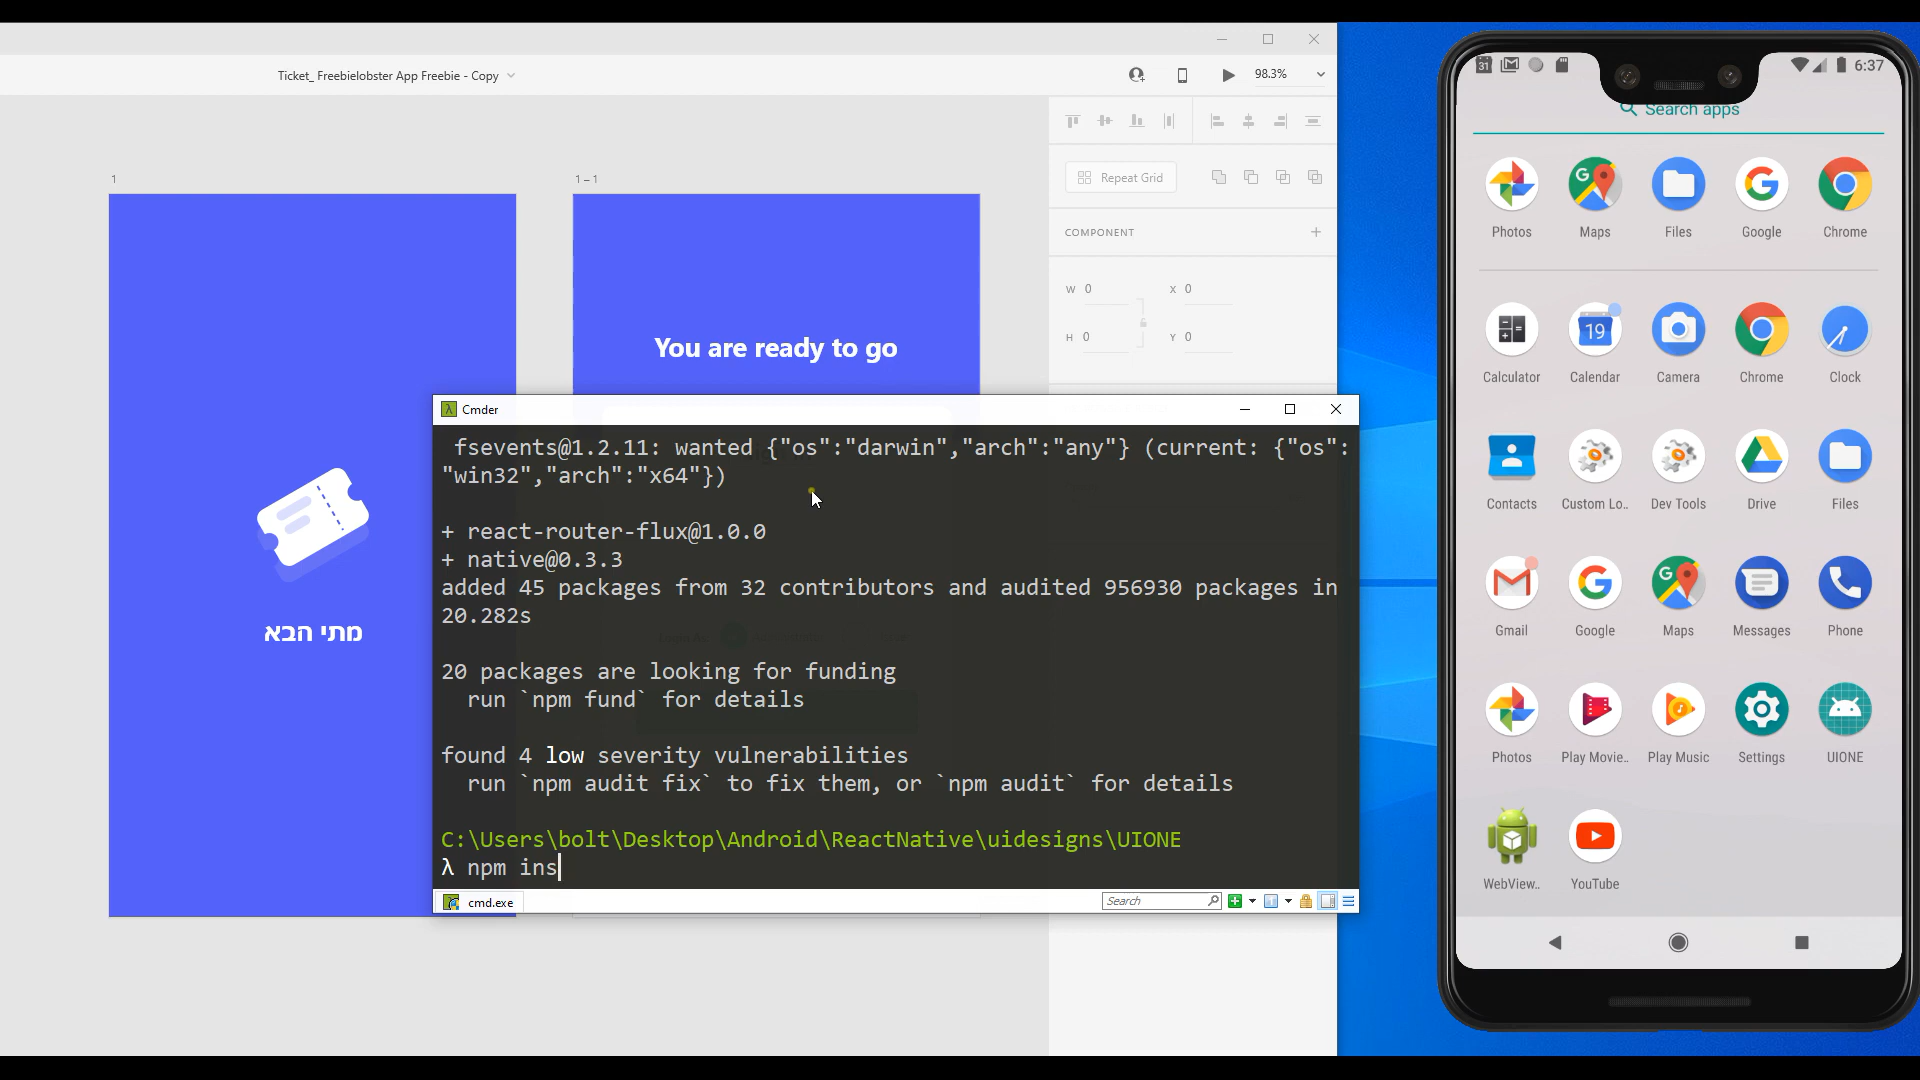 Ticket_ Freebielobster App Freebie - Copy
98.3%
1
1 – 1
You are ready to go
מתי הבא
Repeat Grid
COMPONENT
W 0
X 0
H 0
Y 0
Cmder
fsevents@1.2.11: wanted {"os":"darwin","arch":"any"} (current: {"os":
"win32","arch":"x64"})
+ react-router-flux@1.0.0
+ native@0.3.3
added 45 packages from 32 contributors and audited 956930 packages in
20.282s
20 packages are looking for funding
run `npm fund` for details
found 4 low severity vulnerabilities
run `npm audit fix` to fix them, or `npm audit` for details
C:\Users\bolt\Desktop\Android\ReactNative\uidesigns\UIONE
λ npm ins
cmd.exe
Search
31
6:37
Search apps
Photos
Maps
Files
Google
Chrome
19
Calculator
Calendar
Camera
Chrome
Clock
Contacts
Custom Lo..
Dev Tools
Drive
Files
Gmail
Google
Maps
Messages
Phone
Photos
Play Movie..
Play Music
Settings
UIONE
WebView..
YouTube